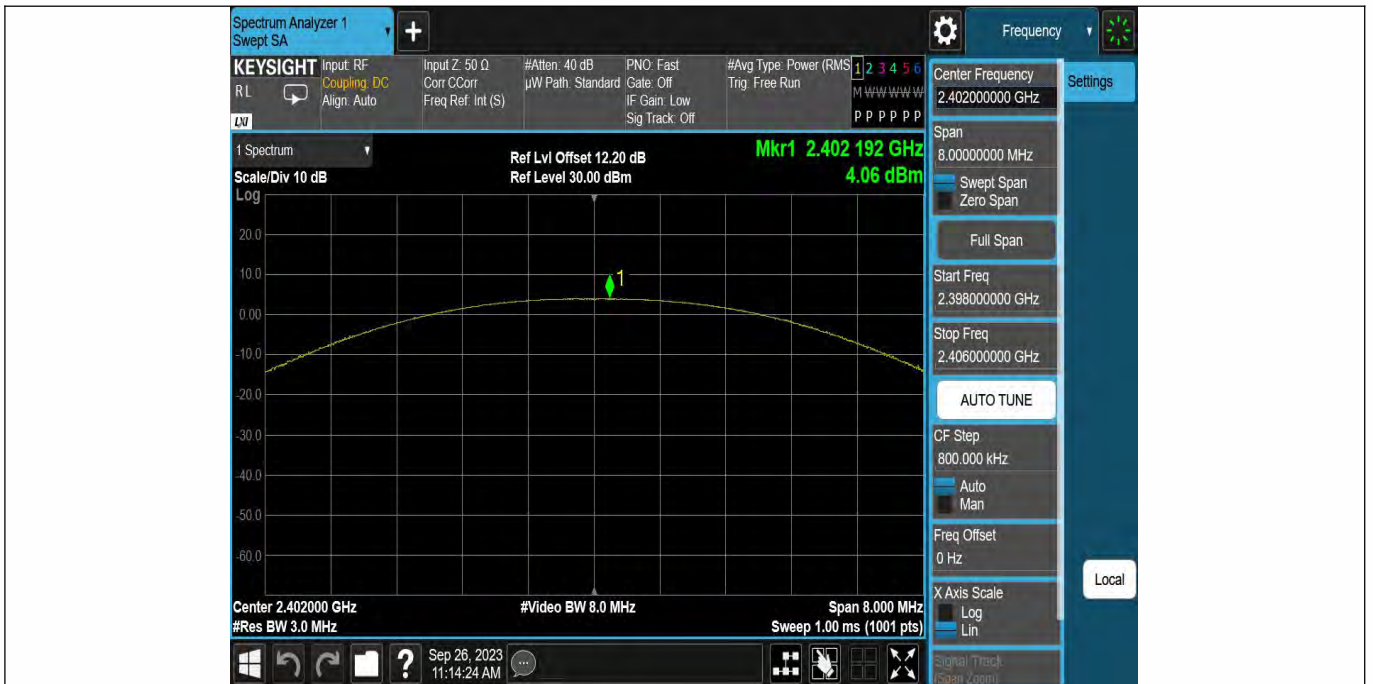 Spectrum Analyzer 1
Swept SA
Frequency
KEYSIGHT
RL
LXI
Input: RF
Coupling: DC
Align: Auto
Input Z: 50 Ω
Corr CCorr
Freq Ref: Int (S)
#Atten: 40 dB
µW Path: Standard
PNO: Fast
Gate: Off
IF Gain: Low
Sig Track: Off
#Avg Type: Power (RMS
Trig: Free Run
1 2 3 4 5 6
M W W W W W
P P P P P P
1 Spectrum
Scale/Div 10 dB
Log
Ref Lvl Offset 12.20 dB
Ref Level 30.00 dBm
Mkr1 2.402 192 GHz
4.06 dBm
20.0
10.0
0.00
-10.0
-20.0
-30.0
-40.0
-50.0
-60.0
1
Center 2.402000 GHz
#Res BW 3.0 MHz
#Video BW 8.0 MHz
Span 8.000 MHz
Sweep 1.00 ms (1001 pts)
?
Sep 26, 2023
11:14:24 AM
Center Frequency
2.402000000 GHz
Span
8.00000000 MHz
Swept Span
Zero Span
Full Span
Start Freq
2.398000000 GHz
Stop Freq
2.406000000 GHz
AUTO TUNE
CF Step
800.000 kHz
Auto
Man
Freq Offset
0 Hz
X Axis Scale
Log
Lin
Signal Track
(Span Zoom)
Settings
Local